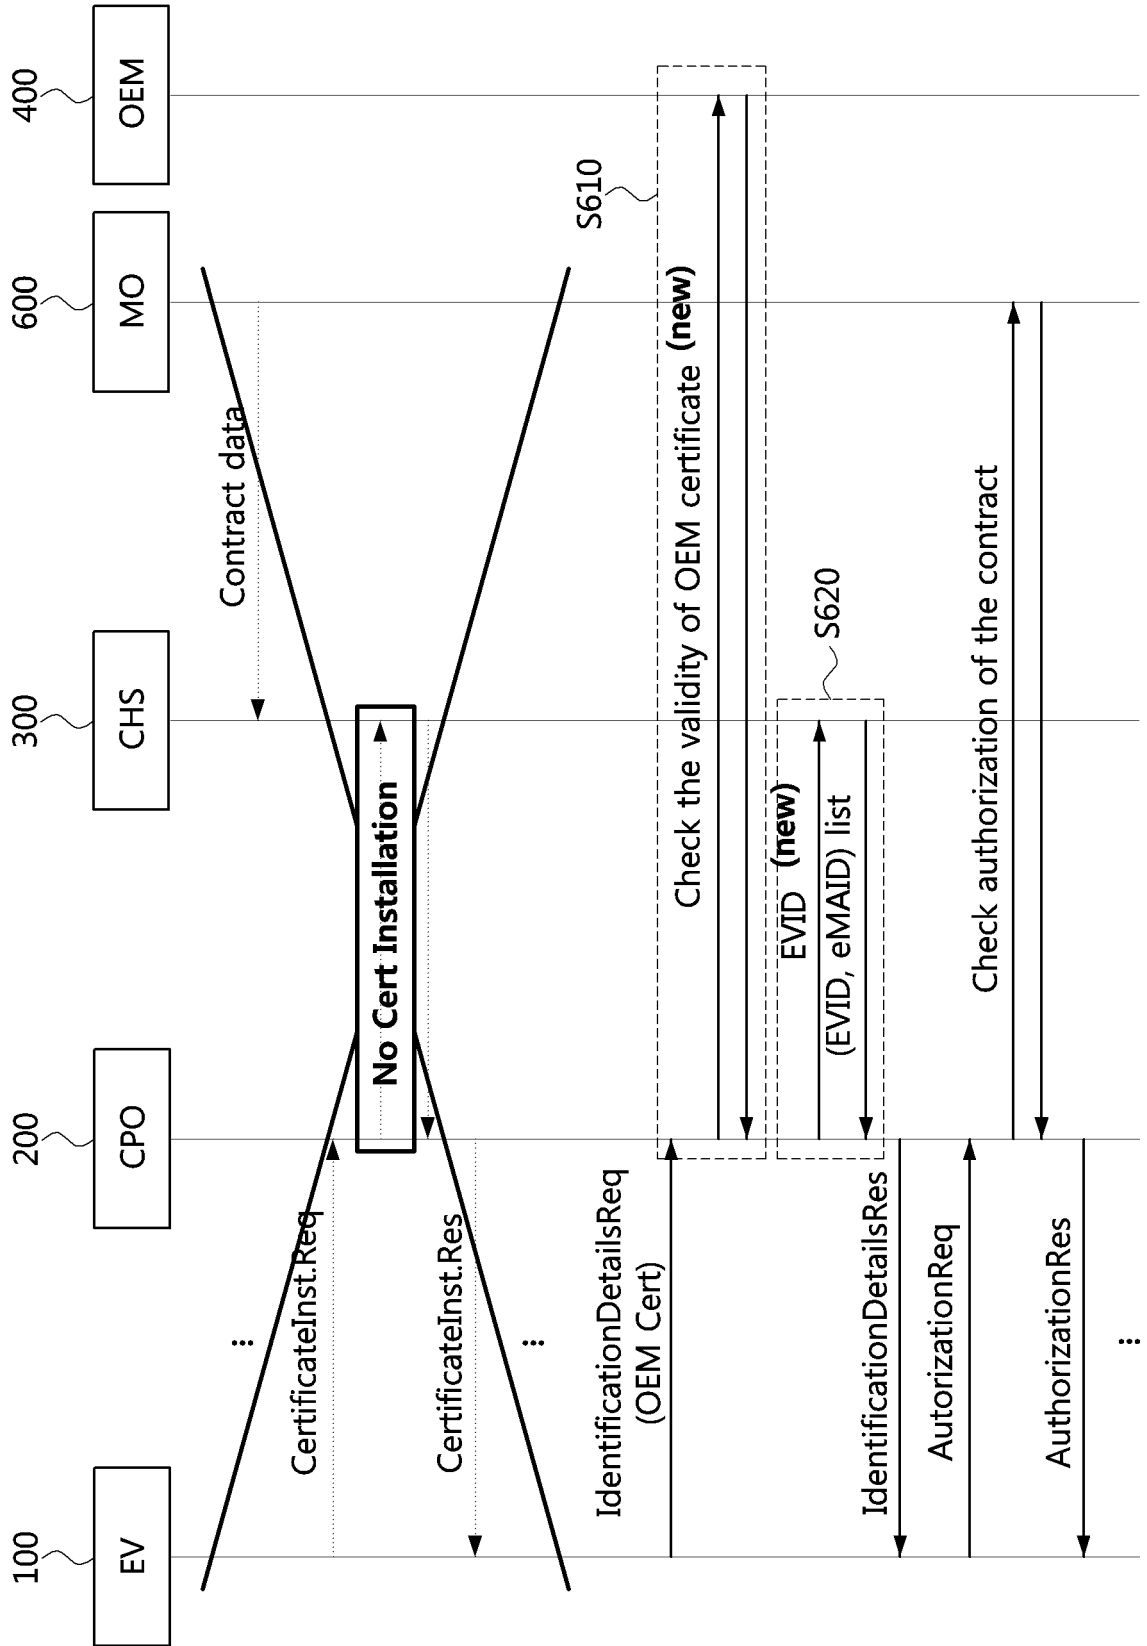 100
200
300
600
400
EV
CPO
CHS
MO
OEM
Contract data
...
CertificateInst.Req
No Cert Installation
CertificateInst.Res
...
S610
IdentificationDetailsReq
(OEM Cert)
Check the validity of OEM certificate (new)
EVID (new)
(EVID, eMAID) list
S620
IdentificationDetailsRes
AutorizationReq
Check authorization of the contract
AuthorizationRes
...